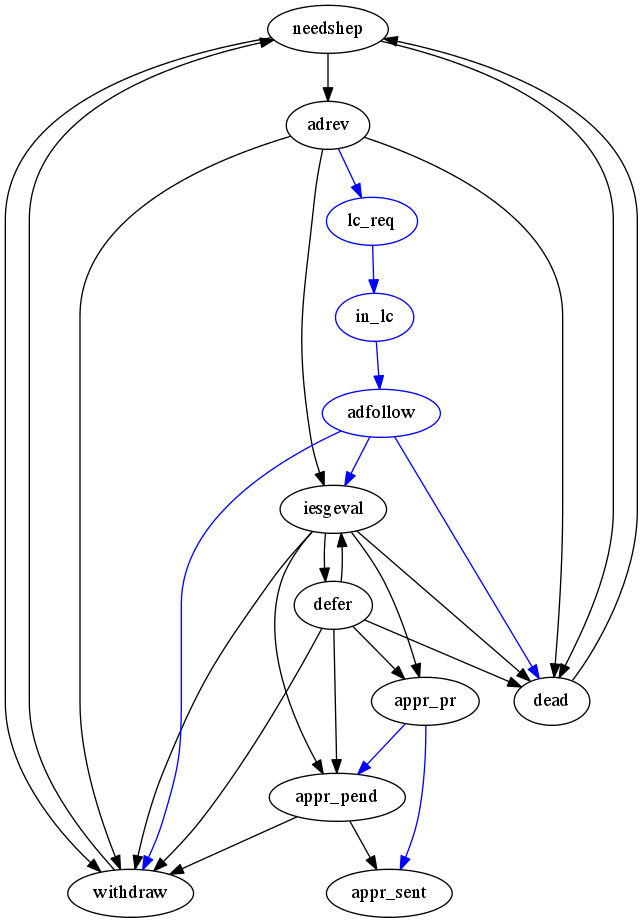 needshep
adrev
lc_req
in_lc
adfollow
iesgeval
defer
appr_pr
dead
appr_pend
withdraw
appr_sent